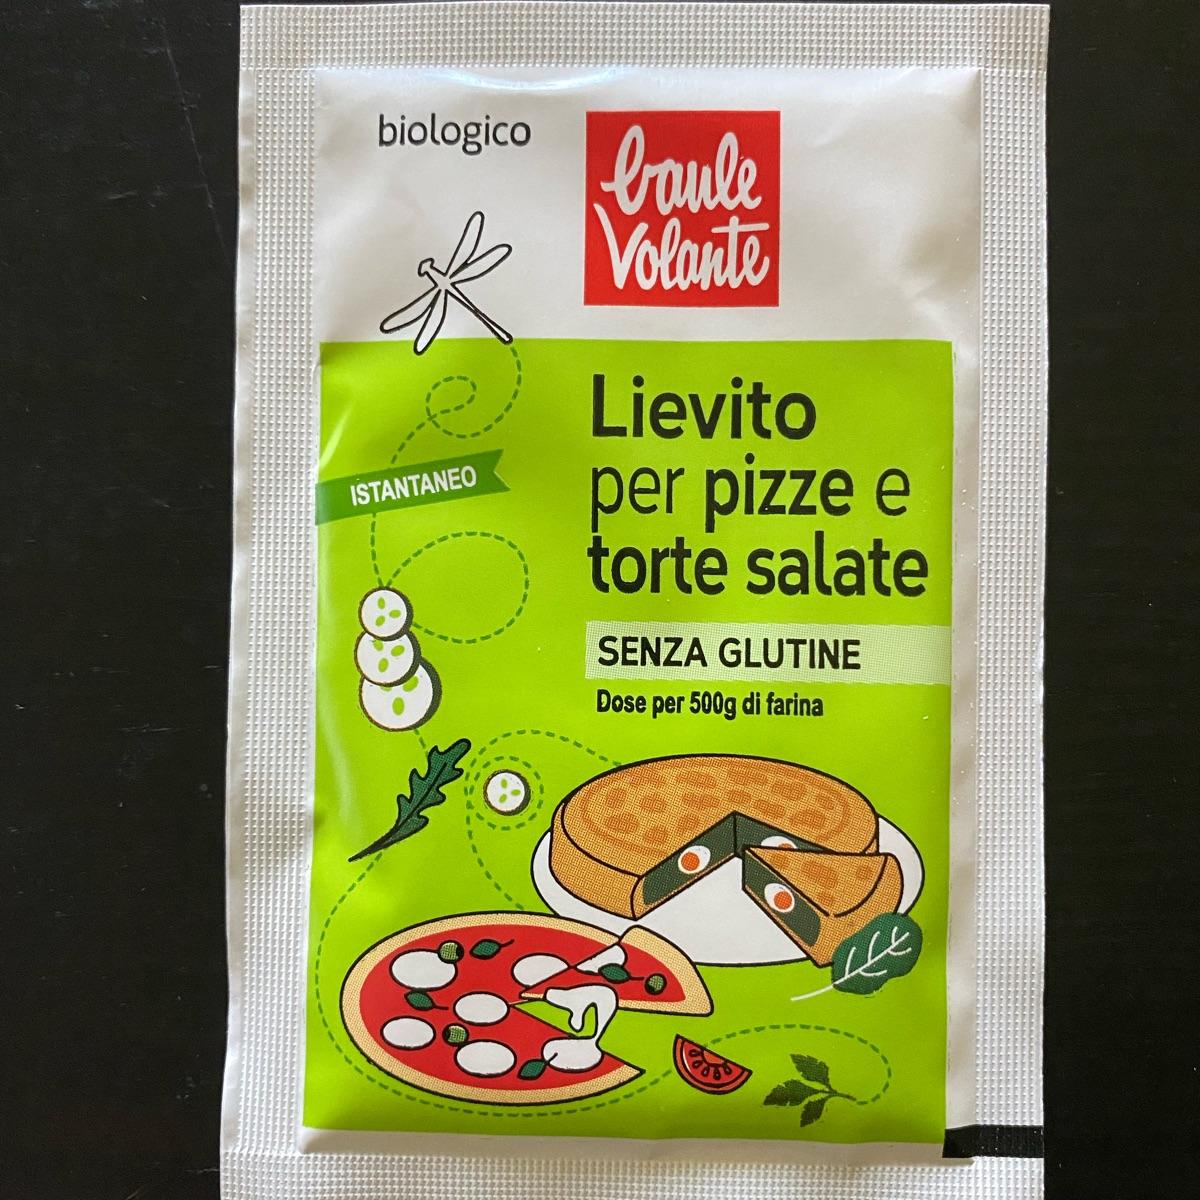 biologico
baule
volante
Lievito
per pizze e
torte salate
ISTANTANEO
SENZA GLUTINE
Dose per 500g di farina